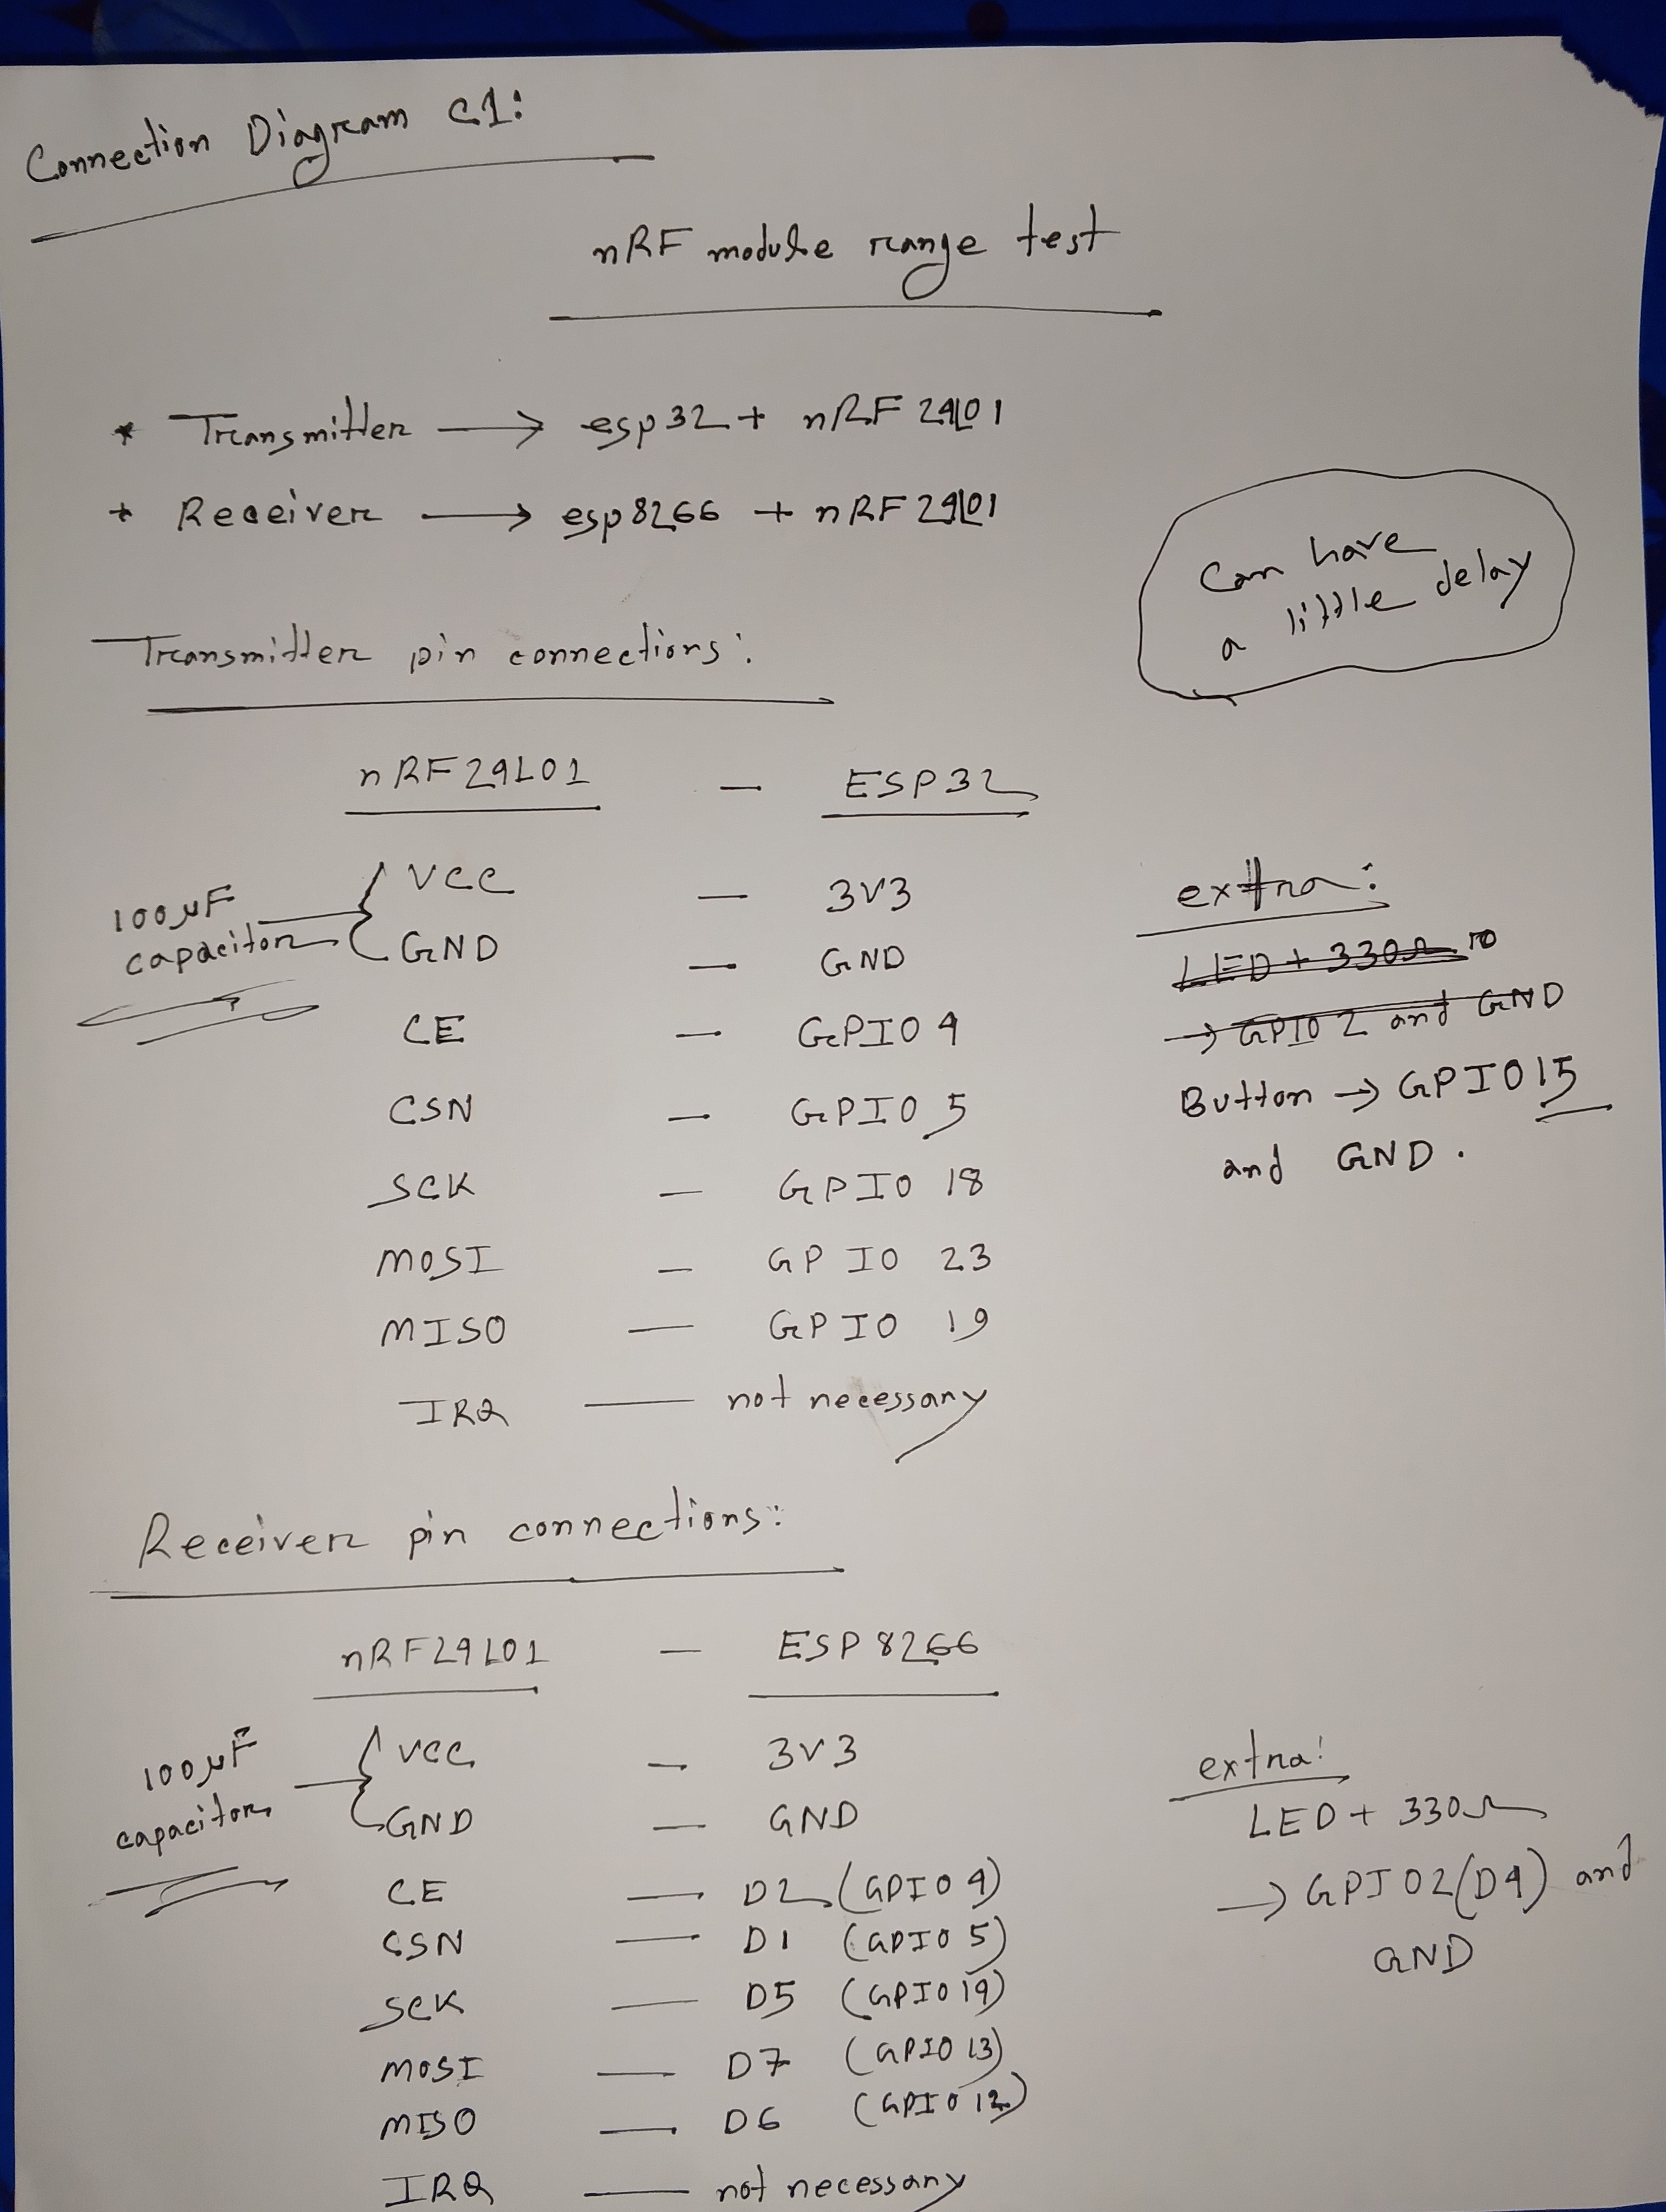 Connection Diagram C1:
nRF module range test
* Transmitter → esp32 + nRF24L01
* Receiver → esp8266 + nRF24L01
Can have
a little delay
Transmitter pin connections:
nRF24L01 — ESP32
100μF
capacitor
VCC — 3V3
GND — GND
CE — GPIO 4
CSN — GPIO 5
SCK — GPIO 18
MOSI — GPIO 23
MISO — GPIO 19
IRQ — not necessary
extra:
LED + 330Ω to
→ GPIO 2 and GND
Button → GPIO 15
and GND.
Receiver pin connections:
nRF24L01 — ESP8266
100μF
capacitor
VCC — 3V3
GND — GND
CE — D2 (GPIO 4)
CSN — D1 (GPIO 5)
SCK — D5 (GPIO 14)
MOSI — D7 (GPIO 13)
MISO — D6 (GPIO 12)
IRQ — not necessary
extra:
LED + 330Ω
→ GPIO2(D4) and
GND